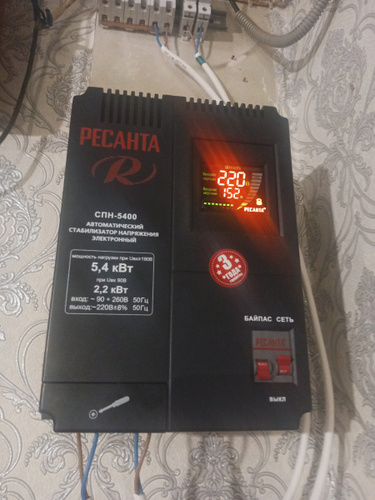 РЕСАНТА
R
СПН-5400
АВТОМАТИЧЕСКИЙ
СТАБИЛИЗАТОР НАПРЯЖЕНИЯ
ЭЛЕКТРОННЫЙ
мощность нагрузки при Uвх≥190В
5,4 кВт
при Uвх 90В
2,2 кВт
вход: ~ 90 ÷ 260В 50Гц
выход:~220В±8% 50Гц
220
152
РЕСАНТА
3
ГОДА
БАЙПАС СЕТЬ
РЕСАНТА
ВЫКЛ